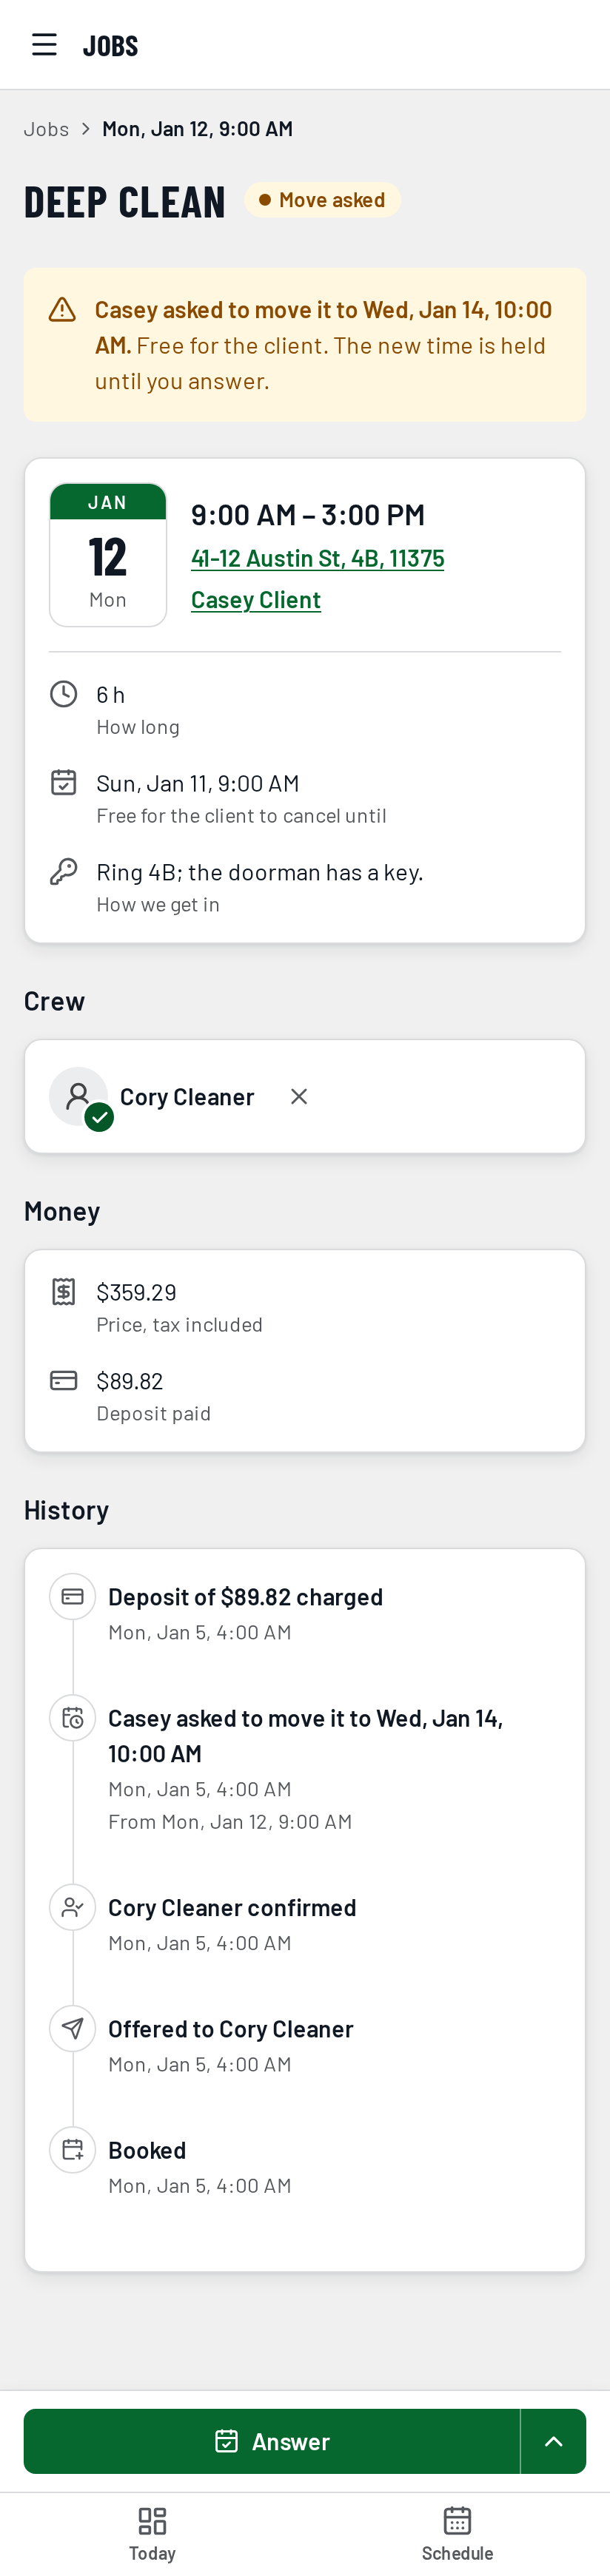 JOBS
Jobs > Mon, Jan 12, 9:00 AM
DEEP CLEAN
Move asked
Casey asked to move it to Wed, Jan 14, 10:00
AM. Free for the client. The new time is held
until you answer.
JAN
12
Mon
9:00 AM – 3:00 PM
41-12 Austin St, 4B, 11375
Casey Client
6 h
How long
Sun, Jan 11, 9:00 AM
Free for the client to cancel until
Ring 4B; the doorman has a key.
How we get in
Crew
Cory Cleaner
Money
$359.29
Price, tax included
$89.82
Deposit paid
History
Deposit of $89.82 charged
Mon, Jan 5, 4:00 AM
Casey asked to move it to Wed, Jan 14,
10:00 AM
Mon, Jan 5, 4:00 AM
From Mon, Jan 12, 9:00 AM
Cory Cleaner confirmed
Mon, Jan 5, 4:00 AM
Offered to Cory Cleaner
Mon, Jan 5, 4:00 AM
Booked
Mon, Jan 5, 4:00 AM
Answer
Today
Schedule